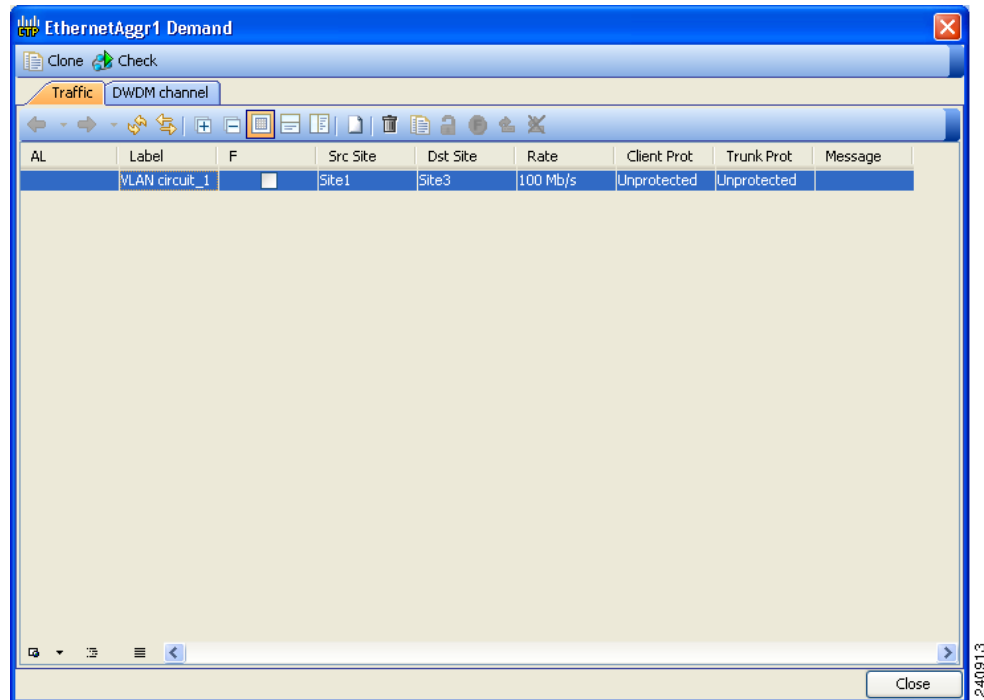 CTP EthernetAggr1 Demand
Clone Check
Traffic DWDM channel
F
AL Label F Src Site Dst Site Rate Client Prot Trunk Prot Message
VLAN circuit_1 Site1 Site3 100 Mb/s Unprotected Unprotected
Close
240913